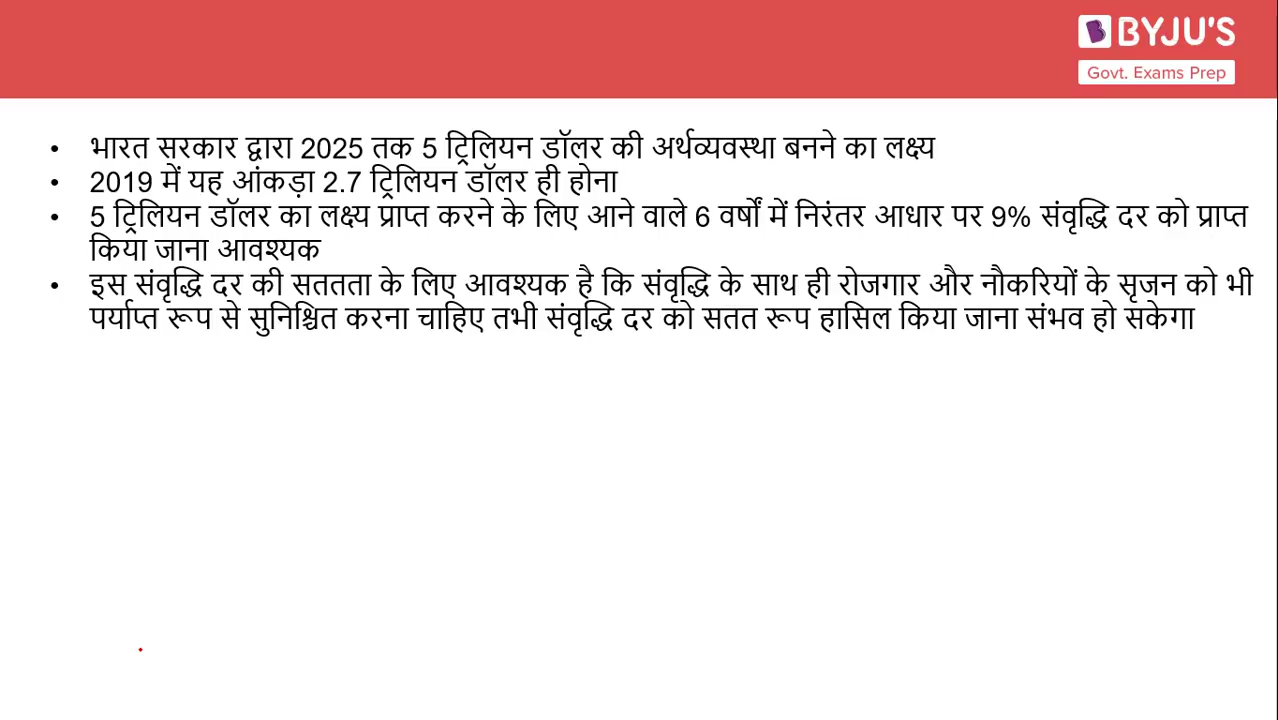 BYJU'S
Govt. Exams Prep
• भारत सरकार द्वारा 2025 तक 5 ट्रिलियन डॉलर की अर्थव्यवस्था बनने का लक्ष्य
• 2019 में यह आंकड़ा 2.7 ट्रिलियन डॉलर ही होना
• 5 ट्रिलियन डॉलर का लक्ष्य प्राप्त करने के लिए आने वाले 6 वर्षों में निरंतर आधार पर 9% संवृद्धि दर को प्राप्त
किया जाना आवश्यक
• इस संवृद्धि दर की सततता के लिए आवश्यक है कि संवृद्धि के साथ ही रोजगार और नौकरियों के सृजन को भी
पर्याप्त रूप से सुनिश्चित करना चाहिए तभी संवृद्धि दर को सतत रूप हासिल किया जाना संभव हो सकेगा